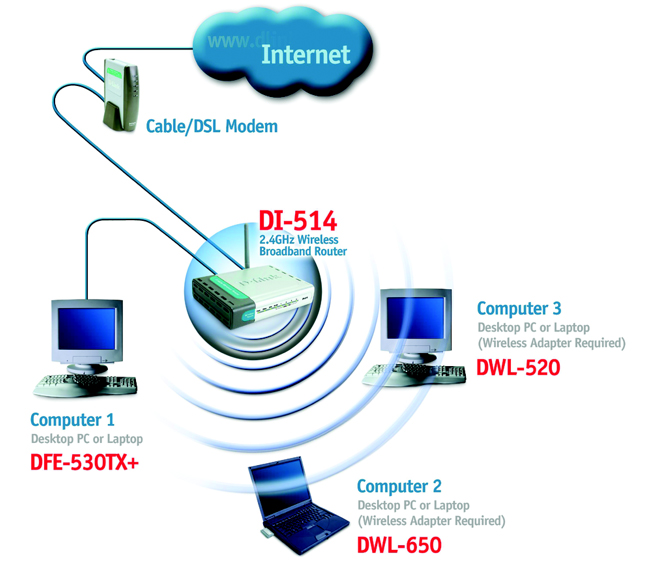 www.dli
Internet
Cable/DSL Modem
DI-514
2.4GHz Wireless
Broadband Router
D-Link
Computer 3
Desktop PC or Laptop
(Wireless Adapter Required)
DWL-520
Computer 1
Desktop PC or Laptop
DFE-530TX+
Computer 2
Desktop PC or Laptop
(Wireless Adapter Required)
DWL-650